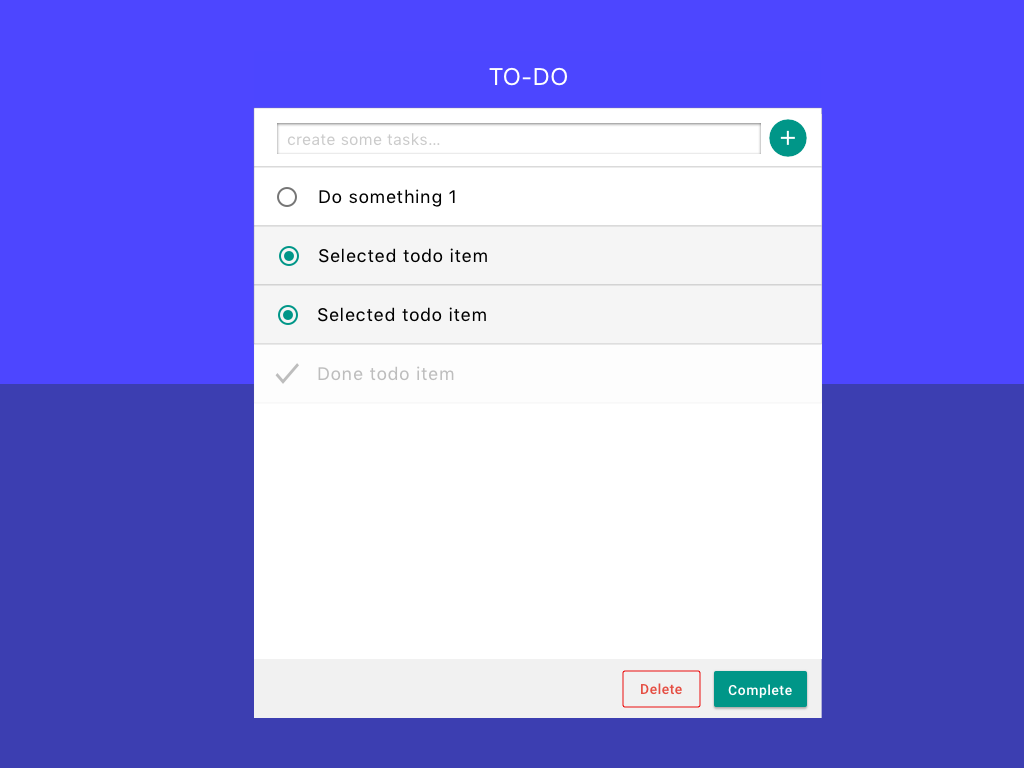 TO-DO
create some tasks...
Do something 1
Selected todo item
Selected todo item
Done todo item
Delete
Complete